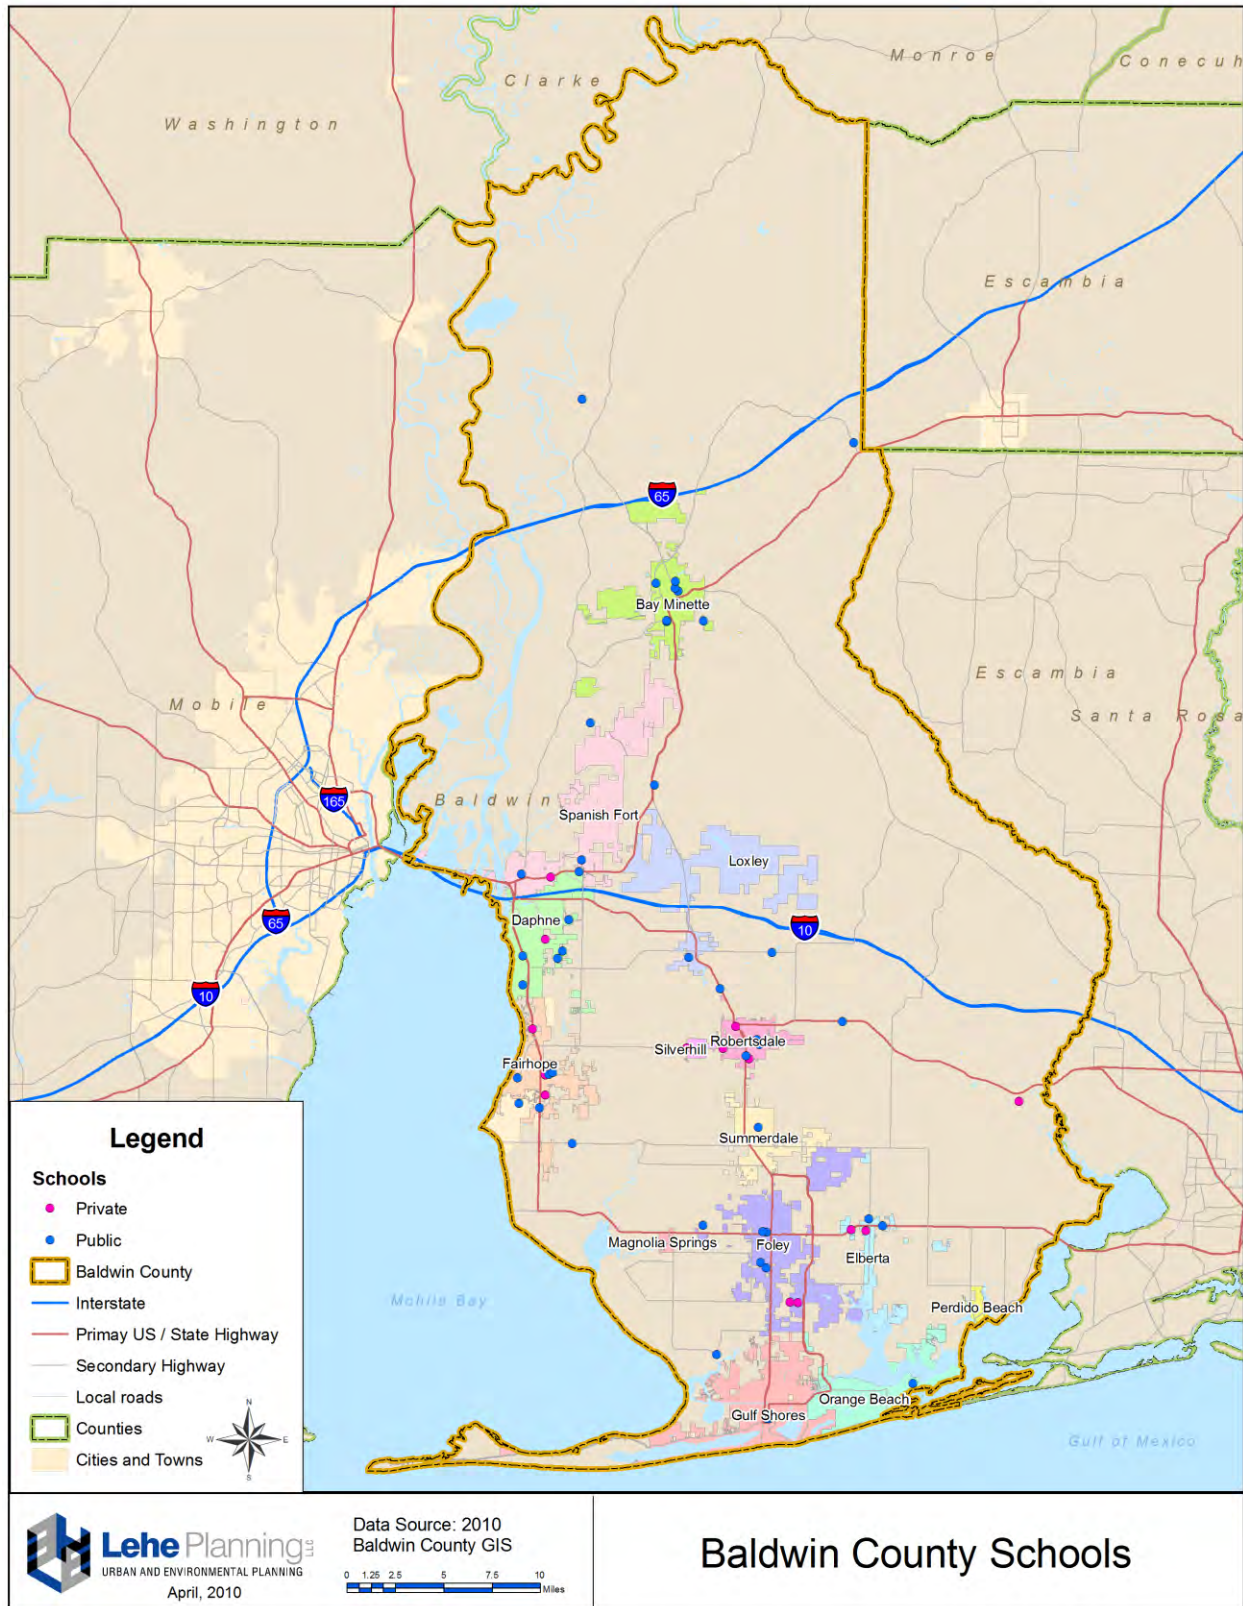 Monroe
Conecuh
Clarke
Washington
Escambia
65
Bay Minette
Escambia
Mobile
Santa Rosa
165
Baldwin
Spanish Fort
Loxley
65
Daphne
10
10
Silverhill
Robertsdale
Fairhope
Summerdale
Magnolia Springs
Foley
Elberta
Mobile Bay
Perdido Beach
Orange Beach
Gulf Shores
Gulf of Mexico
Legend
Schools
Private
Public
Baldwin County
Interstate
Primay US / State Highway
Secondary Highway
Local roads
Counties
Cities and Towns
N
W
E
S
Lehe Planning LLC
URBAN AND ENVIRONMENTAL PLANNING
April, 2010
Data Source: 2010
Baldwin County GIS
0 1.25 2.5 5 7.5 10
Miles
Baldwin County Schools